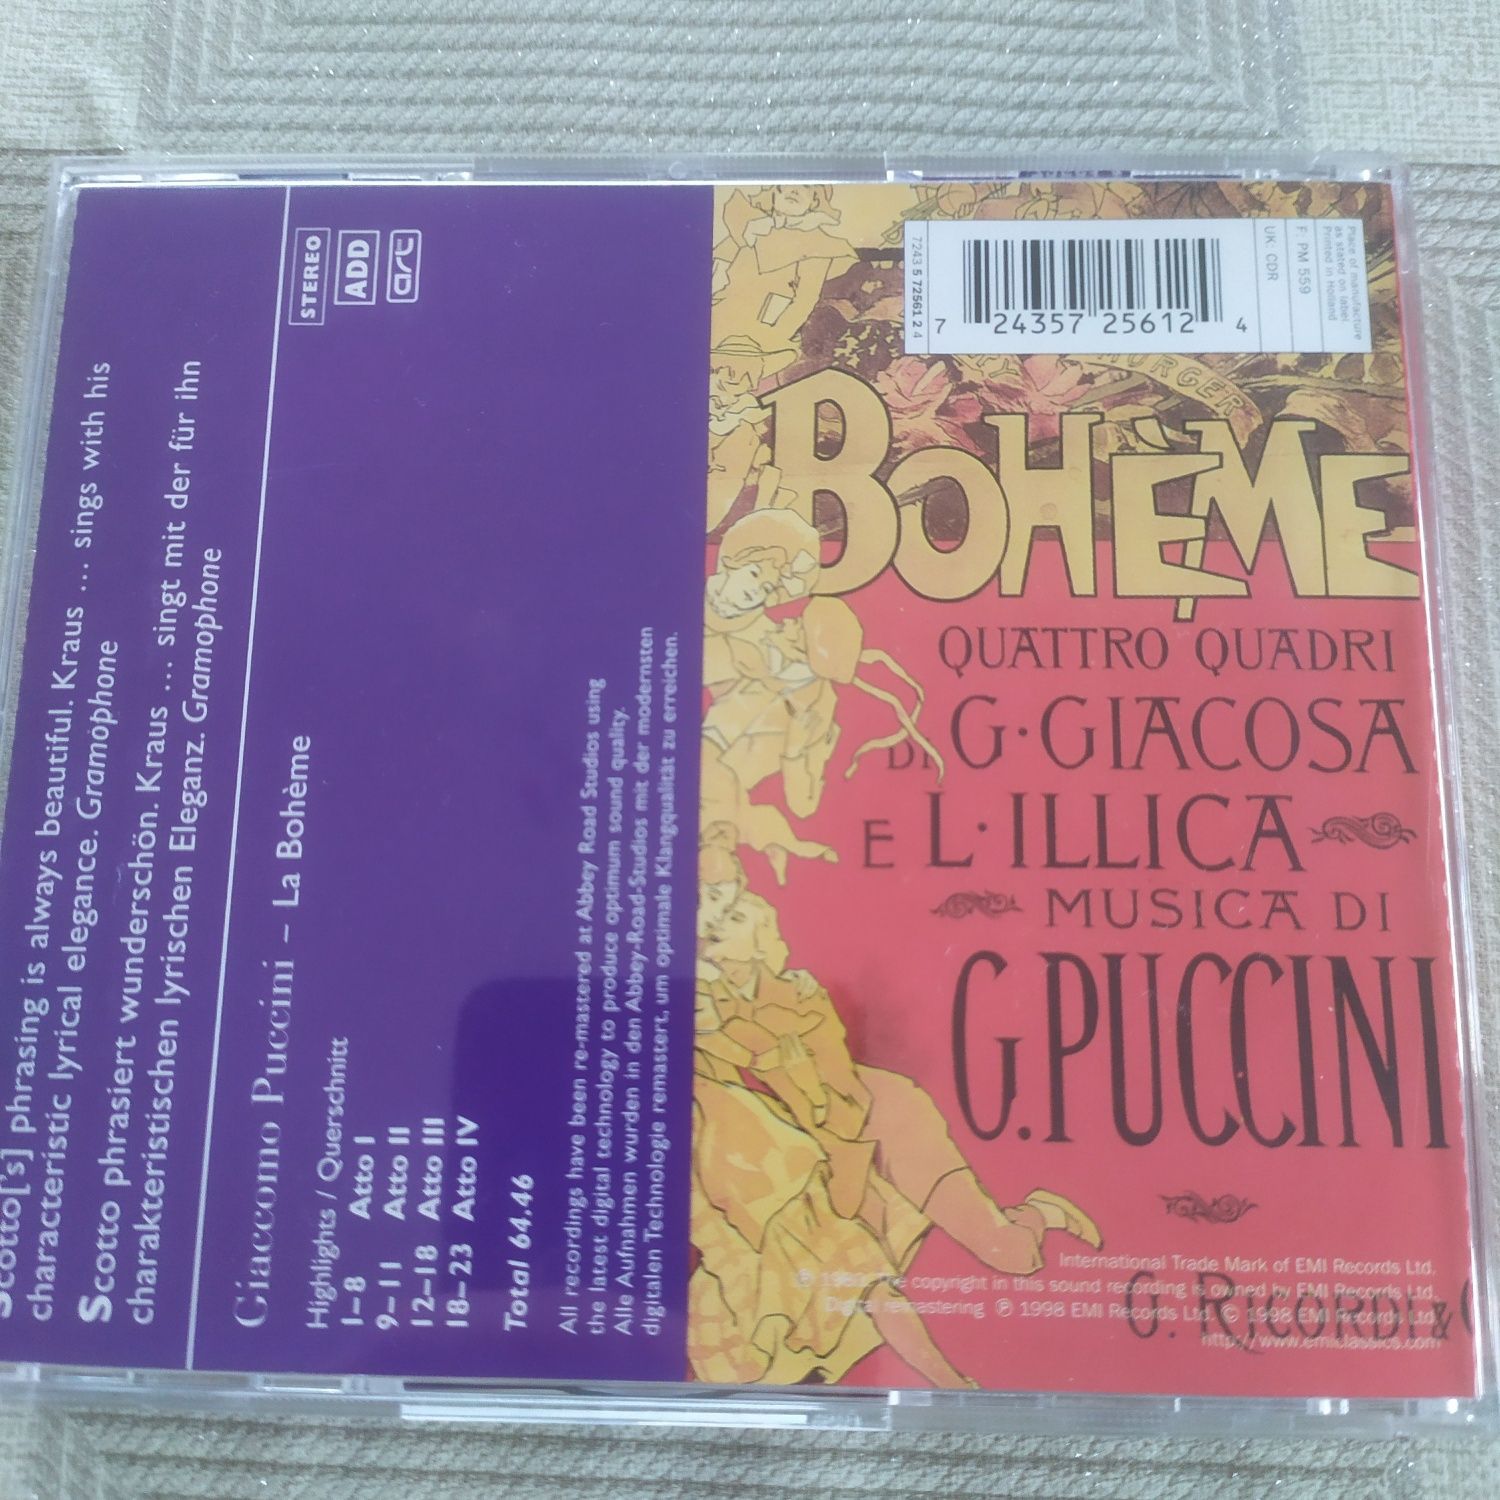 phrasing is always beautiful. Kraus ... sings with his
characteristic lyrical elegance. Gramophone
Scotto phrasiert wunderschön. Kraus ... singt mit der für ihn
charakteristischen lyrischen Eleganz. Gramophone
Giaccomo Puccini – La Bohème
Highlights / Querschnitt
1–8 Atto I
9–11 Atto II
12–18 Atto III
18–23 Atto IV
Total 64.46
All recordings have been re-mastered at Abbey Road Studios using
the latest digital technology to produce optimum sound quality.
Alle Aufnahmen wurden in den Abbey-Road-Studios mit der modernsten
digitalen Technologie remastert, um optimale Klangqualität zu erreichen.
STEREO
ADD
art
7243 5 72561 2 4
7 24357 25612 4
UK: CDR
F: PM 559
Place of manufacture
as stated on label
Printed in Holland
MURGER
BOHÈME
QUATTRO QUADRI
DI G. GIACOSA
E L. ILLICA
MUSICA DI
G. PUCCINI
G. RICORDI & C
International Trade Mark of EMI Records Ltd.
The copyright in this sound recording is owned by EMI Records Ltd.
Digital remastering ℗ 1998 EMI Records Ltd. © 1998 EMI Records Ltd.
http://www.emiclassics.com